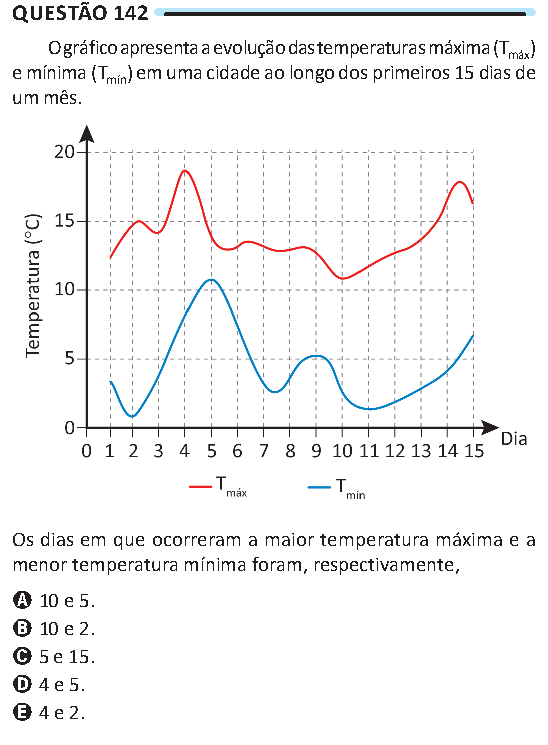 QUESTÃO 142
O gráfico apresenta a evolução das temperaturas máxima (Tmáx)
e mínima (Tmín) em uma cidade ao longo dos primeiros 15 dias de
um mês.
20
15
10
5
0
Temperatura (°C)
0 1 2 3 4 5 6 7 8 9 10 11 12 13 14 15
Dia
Tmáx Tmín
Os dias em que ocorreram a maior temperatura máxima e a
menor temperatura mínima foram, respectivamente,
A 10 e 5.
B 10 e 2.
C 5 e 15.
D 4 e 5.
E 4 e 2.